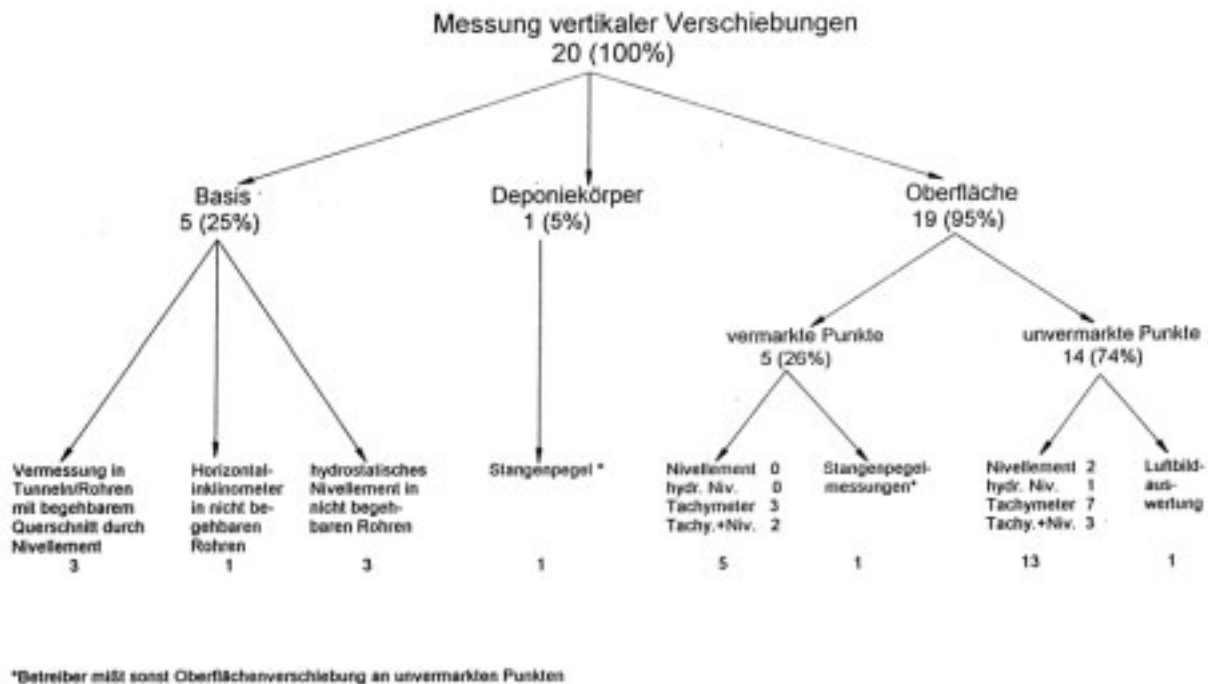 Messung vertikaler Verschiebungen
20 (100%)
Basis
5 (25%)
Deponiekörper
1 (5%)
Oberfläche
19 (95%)
vermarkte Punkte
5 (26%)
unvermarkte Punkte
14 (74%)
Vermessung in
Tunneln/Rohren
mit begehbarem
Querschnitt durch
Nivellement
3
Horizontal-
inklinometer
in nicht be-
gehbaren
Rohren
1
hydrostatisches
Nivellement in
nicht begeh-
baren Rohren
3
Stangenpegel *
1
Nivellement 0
hydr. Niv. 0
Tachymeter 3
Tachy.+Niv. 2
5
Stangenpegel-
messungen*
1
Nivellement 2
hydr. Niv. 1
Tachymeter 7
Tachy.+Niv. 3
13
Luftbild-
aus-
wertung
1
*Betreiber mißt sonst Oberflächenverschiebung an unvermarkten Punkten